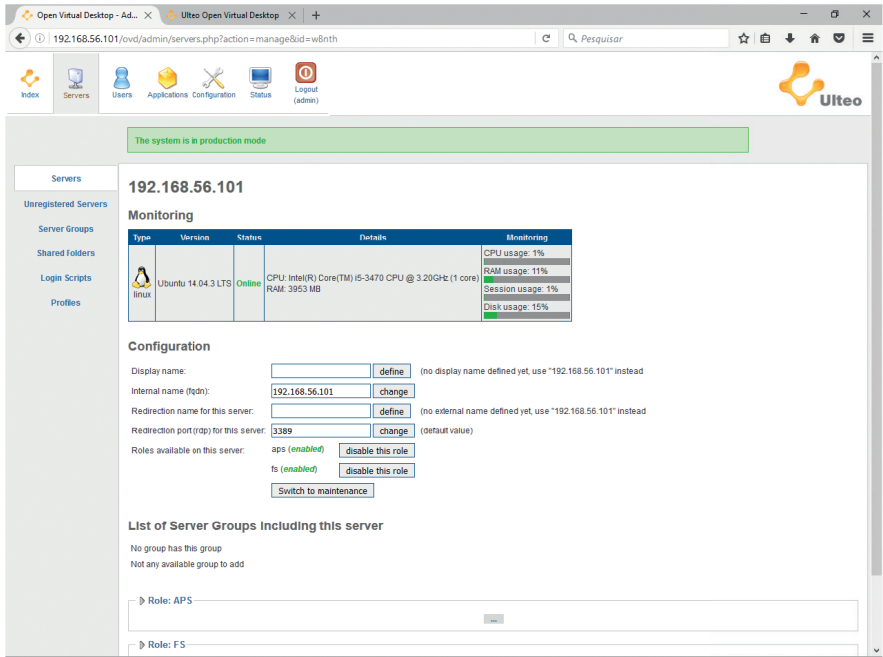 Open Virtual Desktop - Ad...
Ulteo Open Virtual Desktop
192.168.56.101/ovd/admin/servers.php?action=manage&id=w8nth
Pesquisar
Index
Servers
Users
Applications
Configuration
Status
Logout
(admin)
Ulteo
The system is in production mode
Servers
Unregistered Servers
Server Groups
Shared Folders
Login Scripts
Profiles
192.168.56.101
Monitoring
Type Version Status Details Monitoring
linux
Ubuntu 14.04.3 LTS
Online
CPU: Intel(R) Core(TM) i5-3470 CPU @ 3.20GHz (1 core)
RAM: 3953 MB
CPU usage: 1%
RAM usage: 11%
Session usage: 1%
Disk usage: 15%
Configuration
Display name: define (no display name defined yet, use "192.168.56.101" instead
Internal name (fqdn): 192.168.56.101 change
Redirection name for this server: define (no external name defined yet, use "192.168.56.101" instead
Redirection port (rdp) for this server: 3389 change (default value)
Roles available on this server: aps (enabled) disable this role
fs (enabled) disable this role
Switch to maintenance
List of Server Groups including this server
No group has this group
Not any available group to add
Role: APS
...
Role: FS